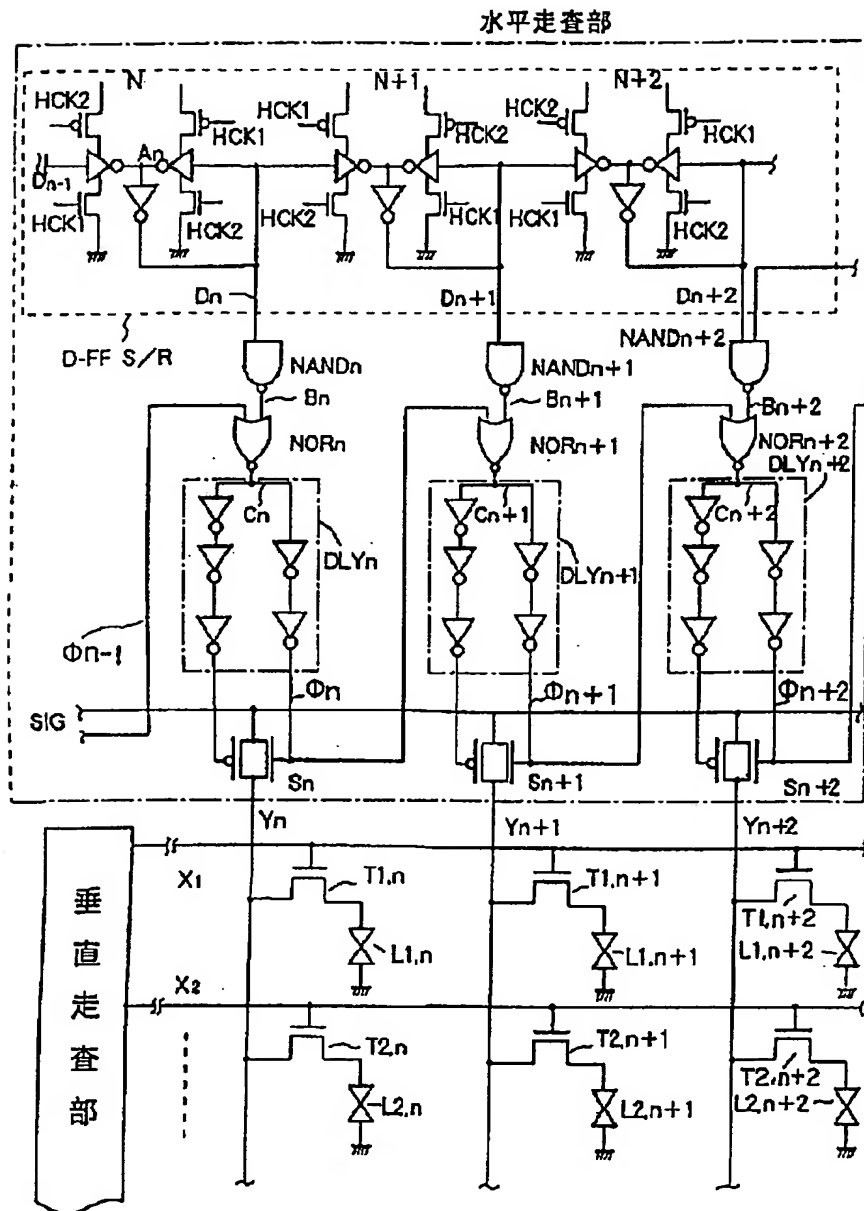 水平走査部
N N+1 N+2
HCK2 HCK1 HCK1 HCK2 HCK2 HCK1
An
Dn-1
HCK1 HCK2 HCK2 HCK1 HCK1 HCK2
Dn Dn+1 Dn+2
D-FF S/R
NANDn NANDn+1 NANDn+2
Bn Bn+1 Bn+2
NORn NORn+1 NORn+2
DLYn+2
Cn Cn+1 Cn+2
DLYn DLYn+1
Φn-1
Φn Φn+1 Φn+2
SIG
Sn Sn+1 Sn+2
Yn Yn+1 Yn+2
X1
T1,n T1,n+1 T1,n+2
L1,n L1,n+1 L1,n+2
X2
T2,n T2,n+1 T2,n+2
L2,n L2,n+1 L2,n+2
垂直走査部